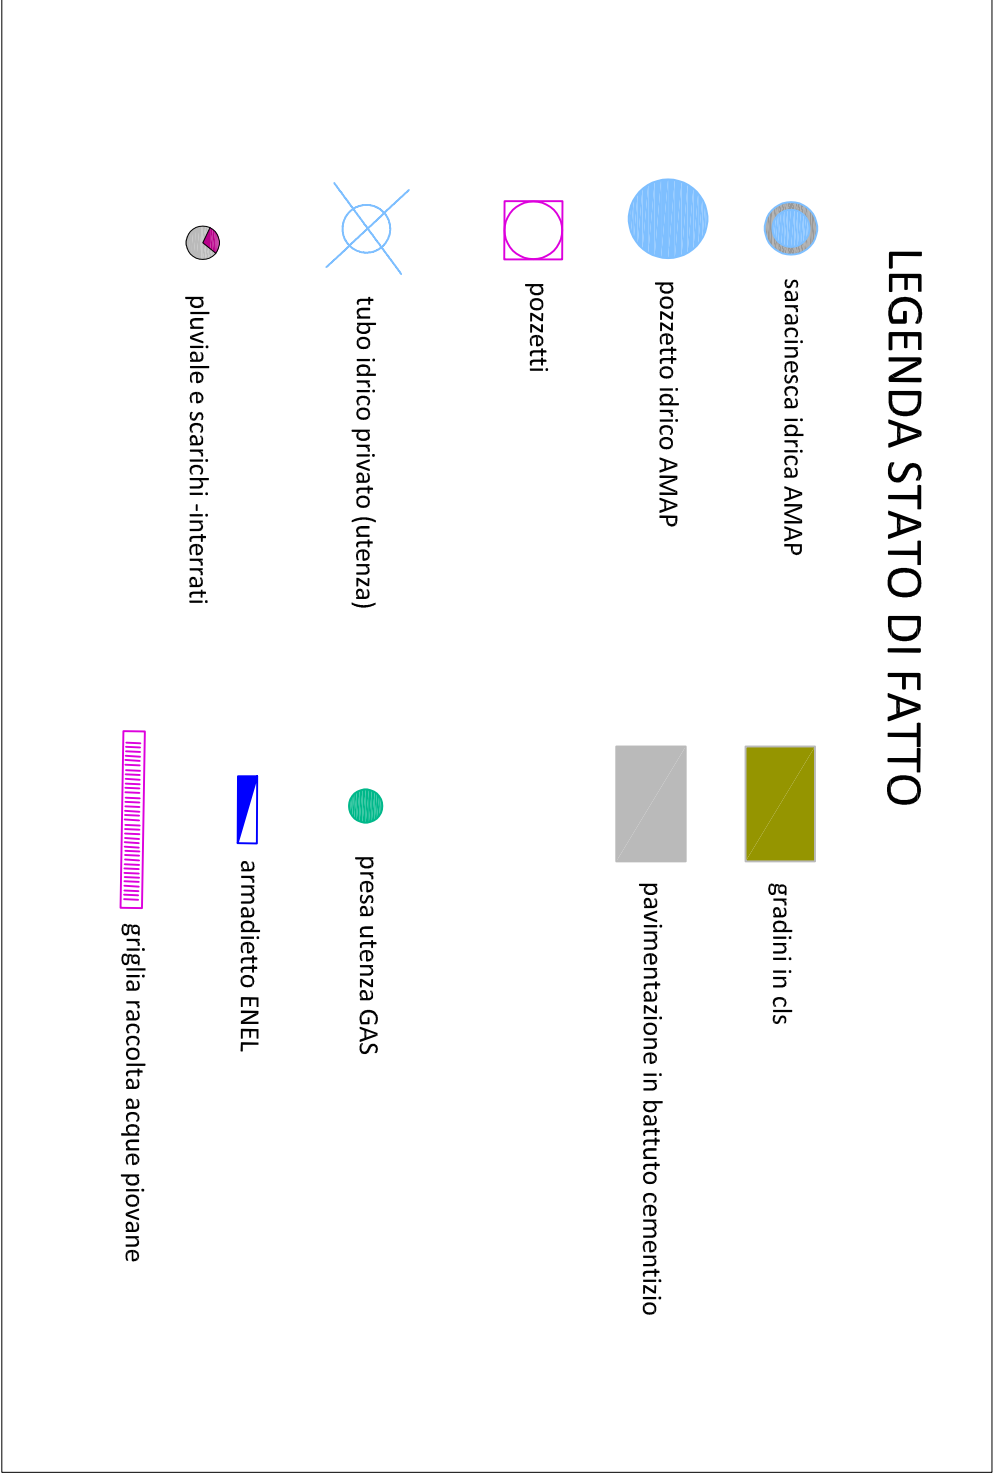 LEGENDA STATO DI FATTO
saracinesca idrica AMAP
pozzetto idrico AMAP
pozzetti
tubo idrico privato (utenza)
pluviale e scarichi -interrati
gradini in cls
pavimentazione in battuto cementizio
presa utenza GAS
armadietto ENEL
griglia raccolta acque piovane